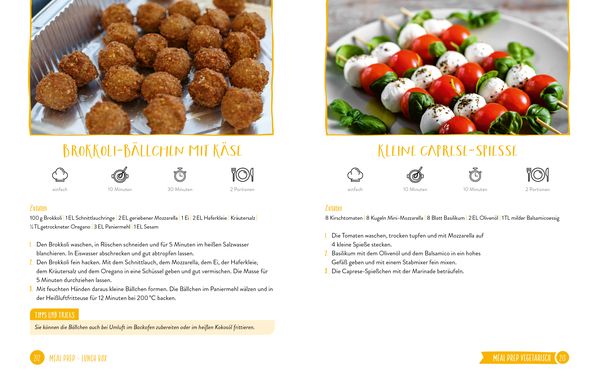 BROKKOLI-BÄLLCHEN MIT KÄSE
einfach
10 Minuten
30 Minuten
2 Portionen
Zutaten
100 g Brokkoli | 1 EL Schnittlauchringe | 2 EL geriebener Mozzarella | 1 Ei | 2 EL Haferkleie | Kräutersalz |
½ TL getrockneter Oregano | 3 EL Paniermehl | 1 EL Sesam
1. Den Brokkoli waschen, in Röschen schneiden und für 5 Minuten in heißem Salzwasser
blanchieren. In Eiswasser abschrecken und gut abtropfen lassen.
2. Den Brokkoli fein hacken. Mit dem Schnittlauch, dem Mozzarella, dem Ei, der Haferkleie,
dem Kräutersalz und dem Oregano in eine Schüssel geben und gut vermischen. Die Masse für
5 Minuten durchziehen lassen.
3. Mit feuchten Händen daraus kleine Bällchen formen. Die Bällchen im Paniermehl wälzen und in
der Heißluftfritteuse für 12 Minuten bei 200 °C backen.
TIPPS UND TRICKS
Sie können die Bällchen auch bei Umluft im Backofen zubereiten oder im heißen Kokosöl frittieren.
212 MEAL PREP - LUNCH BOX
KLEINE CAPRESE-SPIESSE
einfach
10 Minuten
10 Minuten
2 Portionen
Zutaten
8 Kirschtomaten | 8 Kugeln Mini-Mozzarella | 8 Blatt Basilikum | 2 EL Olivenöl | 1 TL milder Balsamicoessig
1. Die Tomaten waschen, trocken tupfen und mit Mozzarella auf
4 kleine Spieße stecken.
2. Basilikum mit dem Olivenöl und dem Balsamico in ein hohes
Gefäß geben und mit einem Stabmixer fein mixen.
3. Die Caprese-Spießchen mit der Marinade beträufeln.
MEAL PREP VEGETARISCH 213